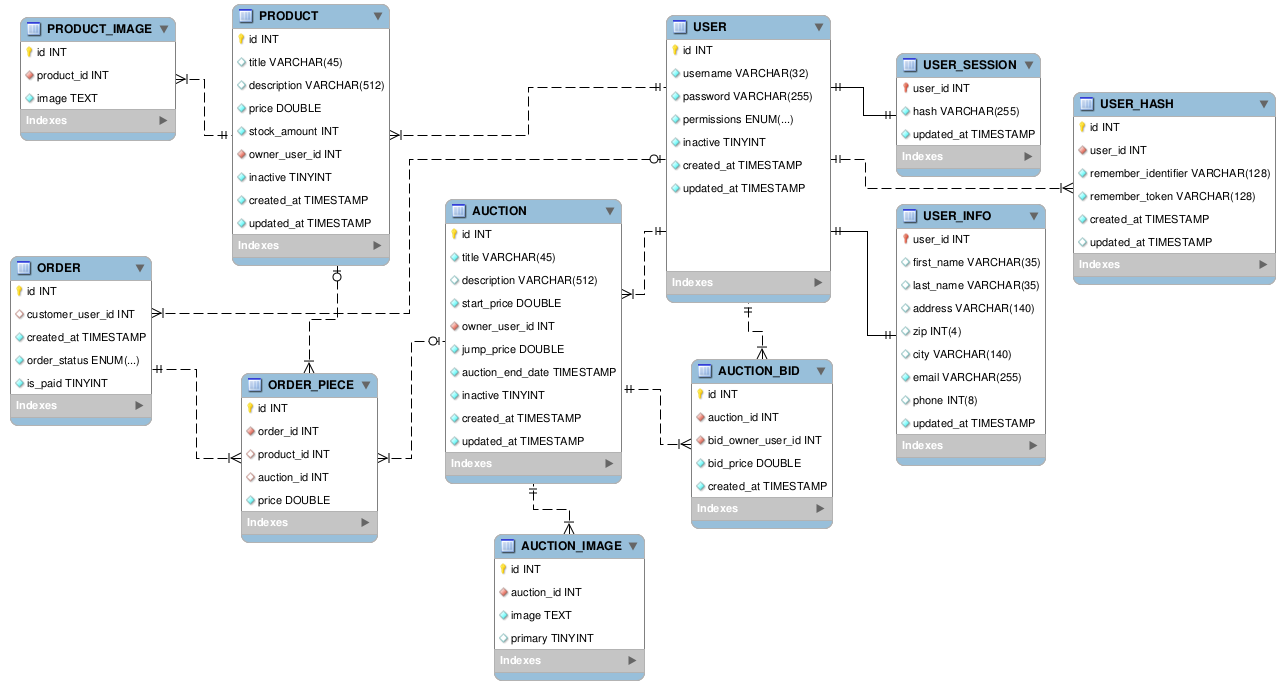 PRODUCT_IMAGE
id INT
product_id INT
image TEXT
Indexes
PRODUCT
id INT
title VARCHAR(45)
description VARCHAR(512)
price DOUBLE
stock_amount INT
owner_user_id INT
inactive TINYINT
created_at TIMESTAMP
updated_at TIMESTAMP
Indexes
USER
id INT
username VARCHAR(32)
password VARCHAR(255)
permissions ENUM(...)
inactive TINYINT
created_at TIMESTAMP
updated_at TIMESTAMP
Indexes
USER_SESSION
user_id INT
hash VARCHAR(255)
updated_at TIMESTAMP
Indexes
USER_HASH
id INT
user_id INT
remember_identifier VARCHAR(128)
remember_token VARCHAR(128)
created_at TIMESTAMP
updated_at TIMESTAMP
Indexes
AUCTION
id INT
title VARCHAR(45)
description VARCHAR(512)
start_price DOUBLE
owner_user_id INT
jump_price DOUBLE
auction_end_date TIMESTAMP
inactive TINYINT
created_at TIMESTAMP
updated_at TIMESTAMP
Indexes
USER_INFO
user_id INT
first_name VARCHAR(35)
last_name VARCHAR(35)
address VARCHAR(140)
zip INT(4)
city VARCHAR(140)
email VARCHAR(255)
phone INT(8)
updated_at TIMESTAMP
Indexes
ORDER
id INT
customer_user_id INT
created_at TIMESTAMP
order_status ENUM(...)
is_paid TINYINT
Indexes
ORDER_PIECE
id INT
order_id INT
product_id INT
auction_id INT
price DOUBLE
Indexes
AUCTION_BID
id INT
auction_id INT
bid_owner_user_id INT
bid_price DOUBLE
created_at TIMESTAMP
Indexes
AUCTION_IMAGE
id INT
auction_id INT
image TEXT
primary TINYINT
Indexes